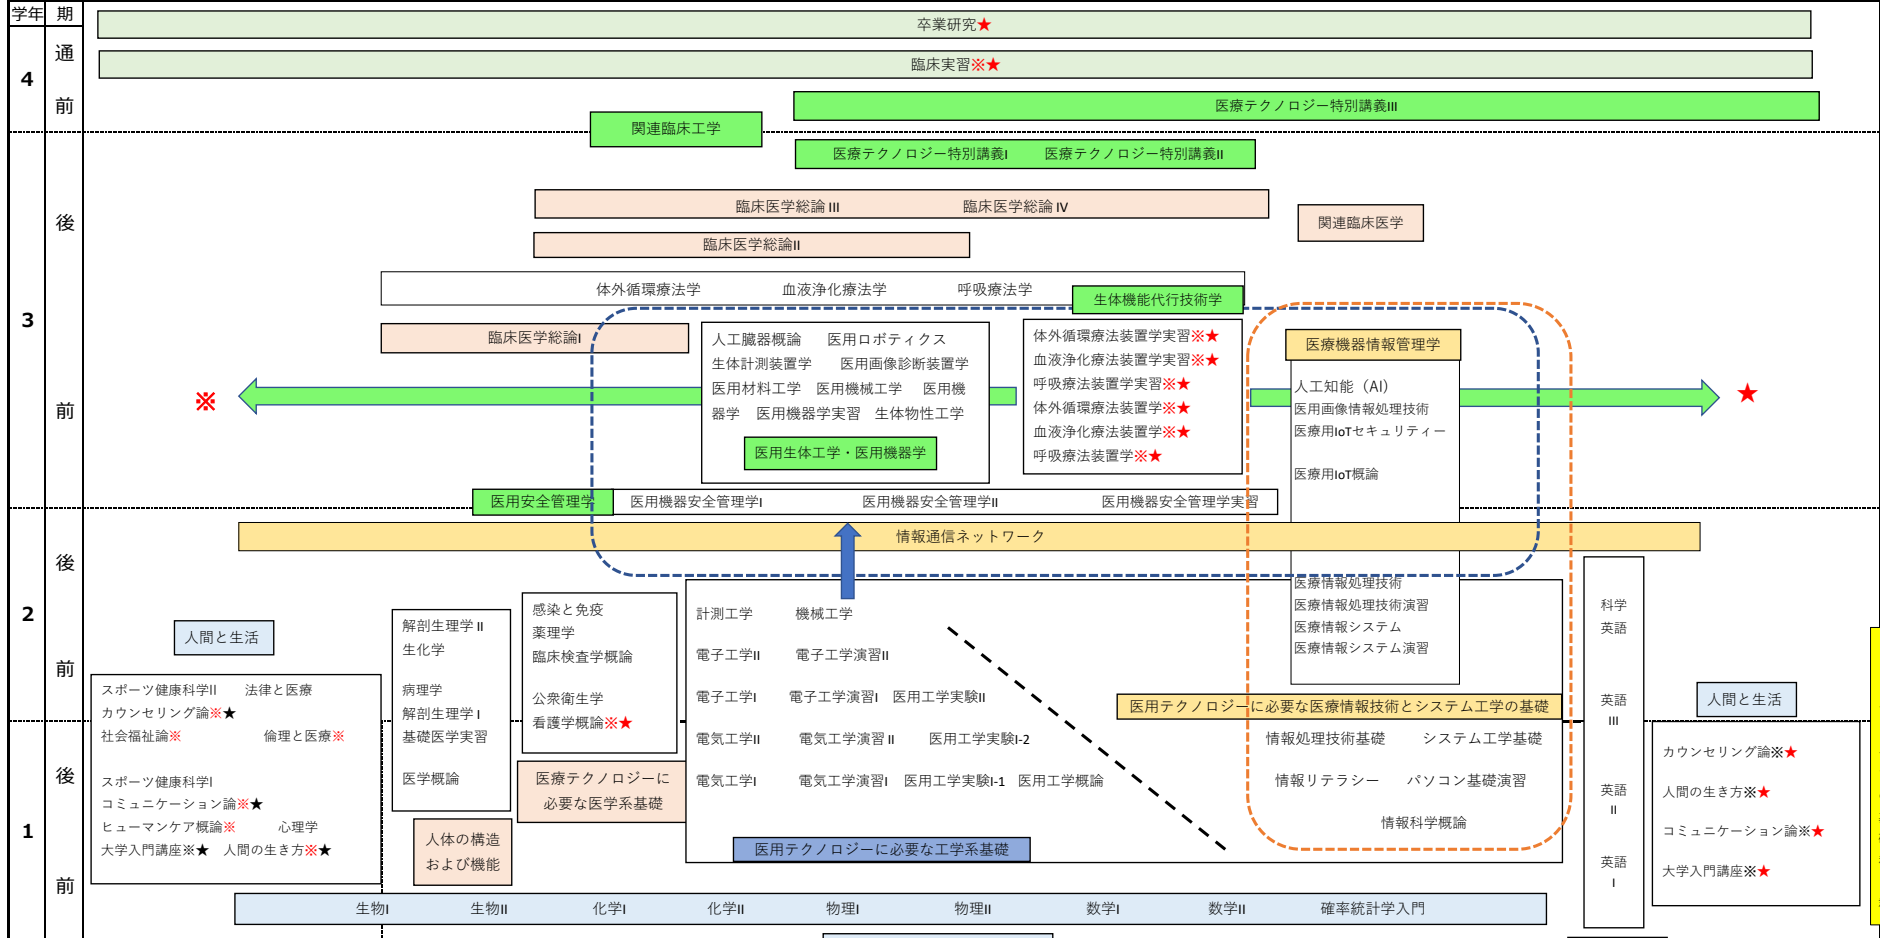 学年 期
通
前
後
前
後
前
後
前
4
3
2
1
卒業研究★
臨床実習※★
医療テクノロジー特別講義III
関連臨床工学
医療テクノロジー特別講義I 医療テクノロジー特別講義II
臨床医学総論 III 臨床医学総論 IV
関連臨床医学
臨床医学総論II
体外循環療法学 血液浄化療法学 呼吸療法学
生体機能代行技術学
臨床医学総論I
人工臓器概論 医用ロボティクス
生体計測装置学 医用画像診断装置学
医用材料工学 医用機械工学 医用機
器学 医用機器学実習 生体物性工学
医用生体工学・医用機器学
体外循環療法装置学実習※★
血液浄化療法装置学実習※★
呼吸療法装置学実習※★
体外循環療法装置学※★
血液浄化療法装置学※★
呼吸療法装置学※★
医療機器情報管理学
人工知能（AI）
医用画像情報処理技術
医療用IoTセキュリティー
医療用IoT概論
※
★
医用安全管理学
医用機器安全管理学I 医用機器安全管理学II 医用機器安全管理学実習
情報通信ネットワーク
医療情報処理技術
医療情報処理技術演習
医療情報システム
医療情報システム演習
人間と生活
スポーツ健康科学II 法律と医療
カウンセリング論※★
社会福祉論※ 倫理と医療※
スポーツ健康科学I
コミュニケーション論※★
ヒューマンケア概論※ 心理学
大学入門講座※★ 人間の生き方※★
解剖生理学 II
生化学
病理学
解剖生理学 I
基礎医学実習
医学概論
人体の構造
および機能
感染と免疫
薬理学
臨床検査学概論
公衆衛生学
看護学概論※★
医療テクノロジーに
必要な医学系基礎
計測工学 機械工学
電子工学II 電子工学演習II
電子工学I 電子工学演習I 医用工学実験II
電気工学II 電気工学演習 II 医用工学実験I-2
電気工学I 電気工学演習I 医用工学実験I-1 医用工学概論
医用テクノロジーに必要な工学系基礎
医用テクノロジーに必要な医療情報技術とシステム工学の基礎
情報処理技術基礎 システム工学基礎
情報リテラシー パソコン基礎演習
情報科学概論
科学
英語
英語
III
英語
II
英語
I
人間と生活
カウンセリング論※★
人間の生き方※★
コミュニケーション論※★
大学入門講座※★
生物I 生物II 化学I 化学II 物理I 物理II 数学I 数学II 確率統計学入門